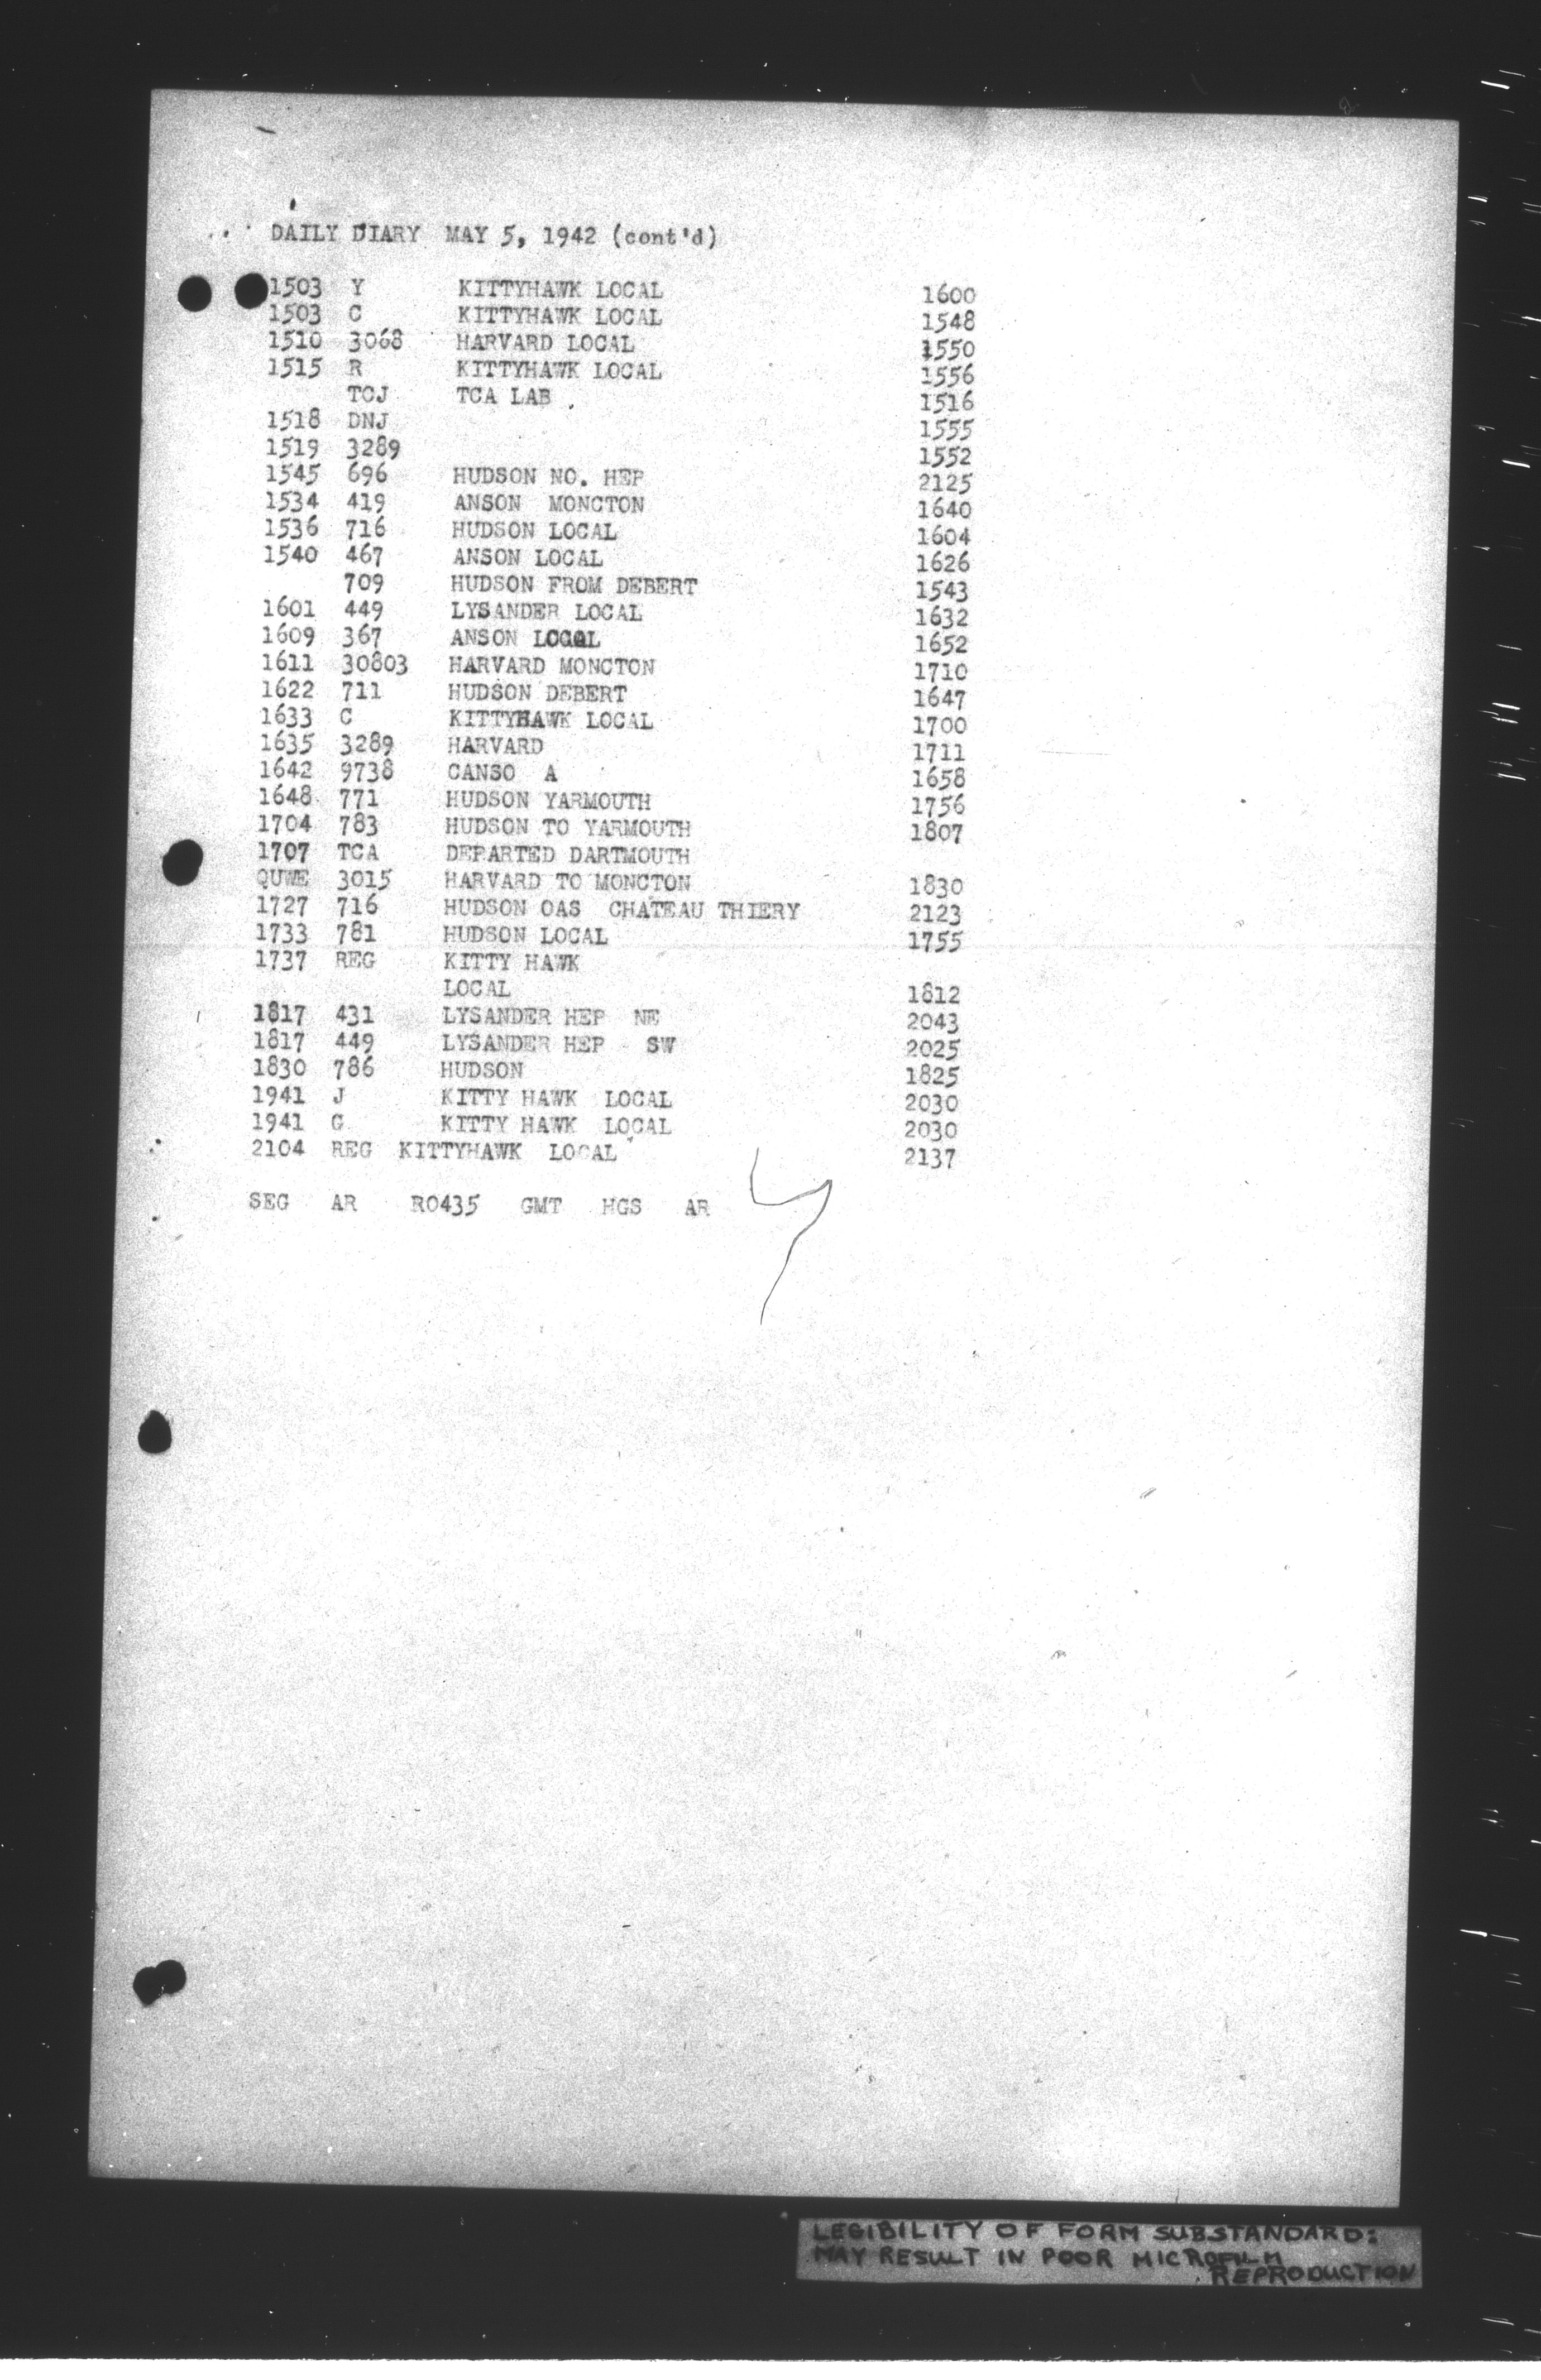 DAILY DIARY MAY 5, 1942 (cont'd)
1503 Y KITTYHAWK LOCAL 1600
1503 C KITTYHAWK LOCAL 1548
1510 3068 HARVARD LOCAL 1550
1515 R KITTYHAWK LOCAL 1556
TCJ TCA LAB 1516
1518 DNJ 1555
1519 3289 1552
1545 696 HUDSON NO. HEP 2125
1534 419 ANSON MONCTON 1640
1536 716 HUDSON LOCAL 1604
1540 467 ANSON LOCAL 1626
709 HUDSON FROM DEBERT 1543
1601 449 LYSANDER LOCAL 1632
1609 367 ANSON LOCAL 1652
1611 30803 HARVARD MONCTON 1710
1622 711 HUDSON DEBERT 1647
1633 C KITTYHAWK LOCAL 1700
1635 3289 HARVARD 1711
1642 9738 CANSO A 1658
1648 771 HUDSON YARMOUTH 1756
1704 783 HUDSON TO YARMOUTH 1807
1707 TCA DEPARTED DARTMOUTH
QUWE 3015 HARVARD TO MONCTON 1830
1727 716 HUDSON OAS CHATEAU THIERY 2123
1733 781 HUDSON LOCAL 1755
1737 REG KITTY HAWK
LOCAL 1812
1817 431 LYSANDER HEP NE 2043
1817 449 LYSANDER HEP SW 2025
1830 786 HUDSON 1825
1941 J KITTY HAWK LOCAL 2030
1941 G KITTY HAWK LOCAL 2030
2104 REG KITTYHAWK LOCAL 2137
SEG AR R0435 GMT HGS AR
LEGIBILITY OF FORM SUBSTANDARD:
MAY RESULT IN POOR MICROFILM
REPRODUCTION